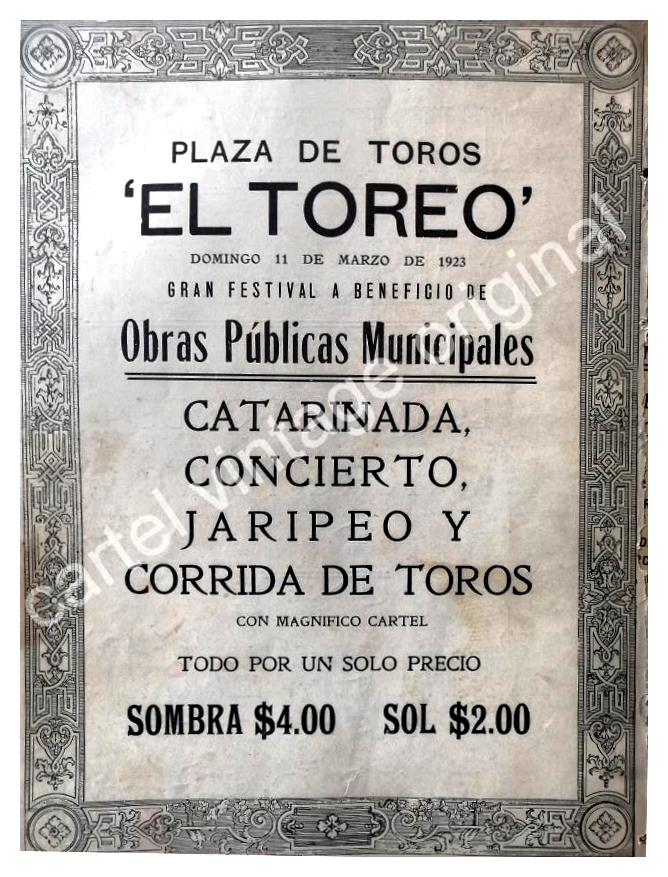 PLAZA DE TOROS
‘EL TOREO’
DOMINGO 11 DE MARZO DE 1923
GRAN FESTIVAL A BENEFICIO DE
Obras Públicas Municipales
CATARINADA,
CONCIERTO,
JARIPEO Y
CORRIDA DE TOROS
CON MAGNIFICO CARTEL
TODO POR UN SOLO PRECIO
SOMBRA $4.00 SOL $2.00
cartel vintage original